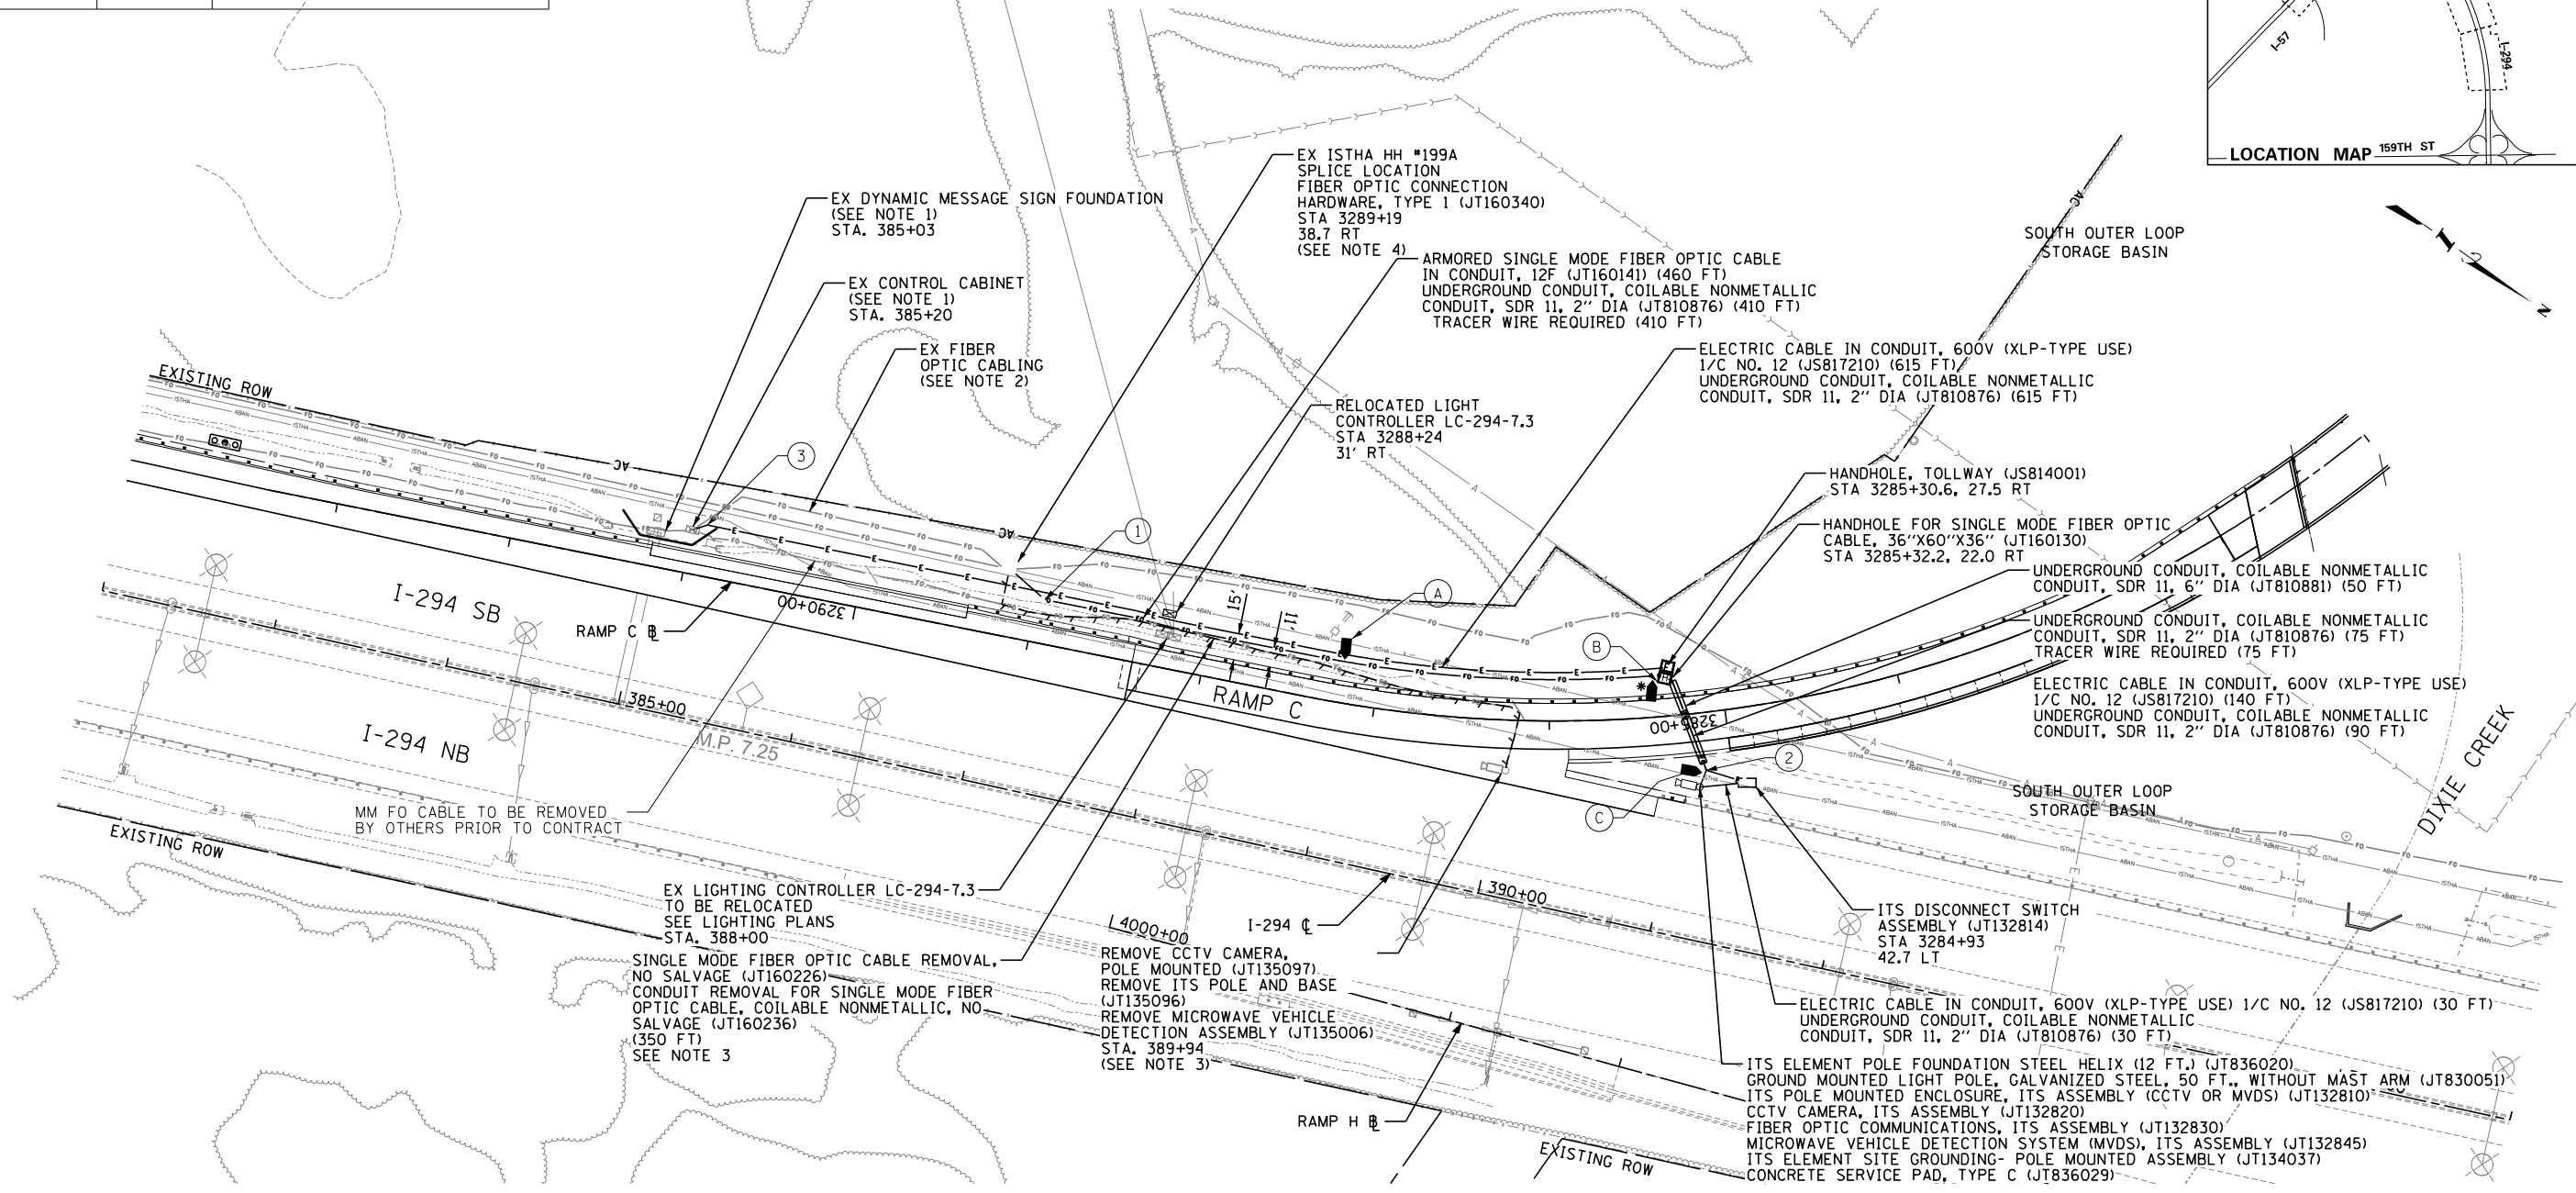 I-57
I-294
LOCATION MAP
159TH ST
N
EX DYNAMIC MESSAGE SIGN FOUNDATION
(SEE NOTE 1)
STA. 385+03
EX CONTROL CABINET
(SEE NOTE 1)
STA. 385+20
EX FIBER
OPTIC CABLING
(SEE NOTE 2)
EX ISTHA HH #199A
SPLICE LOCATION
FIBER OPTIC CONNECTION
HARDWARE, TYPE 1 (JT160340)
STA 3289+19
38.7 RT
(SEE NOTE 4)
ARMORED SINGLE MODE FIBER OPTIC CABLE
IN CONDUIT, 12F (JT160141) (460 FT)
UNDERGROUND CONDUIT, COILABLE NONMETALLIC
CONDUIT, SDR 11, 2" DIA (JT810876) (410 FT)
TRACER WIRE REQUIRED (410 FT)
RELOCATED LIGHT
CONTROLLER LC-294-7.3
STA 3288+24
31' RT
ELECTRIC CABLE IN CONDUIT, 600V (XLP-TYPE USE)
1/C NO. 12 (JS817210) (615 FT)
UNDERGROUND CONDUIT, COILABLE NONMETALLIC
CONDUIT, SDR 11, 2" DIA (JT810876) (615 FT)
SOUTH OUTER LOOP
STORAGE BASIN
HANDHOLE, TOLLWAY (JS814001)
STA 3285+30.6, 27.5 RT
HANDHOLE FOR SINGLE MODE FIBER OPTIC
CABLE, 36"X60"X36" (JT160130)
STA 3285+32.2, 22.0 RT
UNDERGROUND CONDUIT, COILABLE NONMETALLIC
CONDUIT, SDR 11, 6" DIA (JT810881) (50 FT)
UNDERGROUND CONDUIT, COILABLE NONMETALLIC
CONDUIT, SDR 11, 2" DIA (JT810876) (75 FT)
TRACER WIRE REQUIRED (75 FT)
ELECTRIC CABLE IN CONDUIT, 600V (XLP-TYPE USE)
1/C NO. 12 (JS817210) (140 FT)
UNDERGROUND CONDUIT, COILABLE NONMETALLIC
CONDUIT, SDR 11, 2" DIA (JT810876) (90 FT)
EXISTING ROW
AC
AC
AC
3
1
A
B
2
C
15'
11'
*
3290+00
3285+00
RAMP C
RAMP C BL
I-294 SB
385+00
M.P. 7.25
I-294 NB
MM FO CABLE TO BE REMOVED
BY OTHERS PRIOR TO CONTRACT
EXISTING ROW
SOUTH OUTER LOOP
STORAGE BASIN
DIXIE CREEK
EX LIGHTING CONTROLLER LC-294-7.3
TO BE RELOCATED
SEE LIGHTING PLANS
STA. 388+00
SINGLE MODE FIBER OPTIC CABLE REMOVAL,
NO SALVAGE (JT160226)
CONDUIT REMOVAL FOR SINGLE MODE FIBER
OPTIC CABLE, COILABLE NONMETALLIC, NO
SALVAGE (JT160236)
(350 FT)
SEE NOTE 3
4000+00
REMOVE CCTV CAMERA,
POLE MOUNTED (JT135097)
REMOVE ITS POLE AND BASE
(JT135096)
REMOVE MICROWAVE VEHICLE
DETECTION ASSEMBLY (JT135006)
STA. 389+94
(SEE NOTE 3)
I-294 CL
390+00
RAMP H BL
EXISTING ROW
ITS DISCONNECT SWITCH
ASSEMBLY (JT132814)
STA 3284+93
42.7 LT
ELECTRIC CABLE IN CONDUIT, 600V (XLP-TYPE USE) 1/C NO. 12 (JS817210) (30 FT)
UNDERGROUND CONDUIT, COILABLE NONMETALLIC
CONDUIT, SDR 11, 2" DIA (JT810876) (30 FT)
ITS ELEMENT POLE FOUNDATION STEEL HELIX (12 FT.) (JT836020)
GROUND MOUNTED LIGHT POLE, GALVANIZED STEEL, 50 FT., WITHOUT MAST ARM (JT830051)
ITS POLE MOUNTED ENCLOSURE, ITS ASSEMBLY (CCTV OR MVDS) (JT132810)
CCTV CAMERA, ITS ASSEMBLY (JT132820)
FIBER OPTIC COMMUNICATIONS, ITS ASSEMBLY (JT132830)
MICROWAVE VEHICLE DETECTION SYSTEM (MVDS), ITS ASSEMBLY (JT132845)
ITS ELEMENT SITE GROUNDING- POLE MOUNTED ASSEMBLY (JT134037)
CONCRETE SERVICE PAD, TYPE C (JT836029)